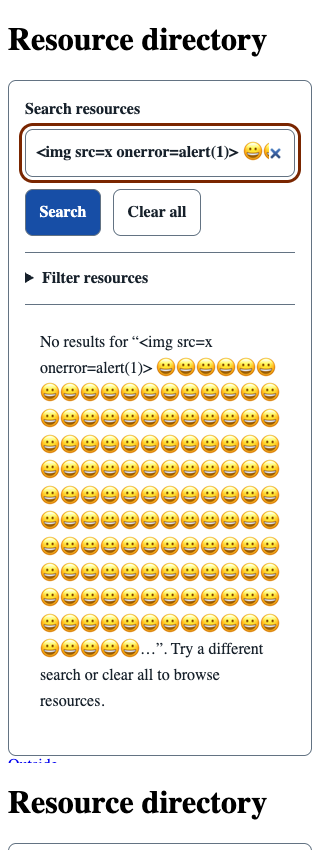 Resource directory
Search resources
<img src=x onerror=alert(1)> 😀
Search Clear all
Filter resources
No results for “<img src=x
onerror=alert(1)> 😀😀😀😀😀😀
😀😀😀😀😀😀😀😀😀😀😀😀
😀😀😀😀😀😀😀😀😀😀😀😀
😀😀😀😀😀😀😀😀😀😀😀😀
😀😀😀😀😀😀😀😀😀😀😀😀
😀😀😀😀😀😀😀😀😀😀😀😀
😀😀😀😀😀😀😀😀😀😀😀😀
😀😀😀😀😀😀😀😀😀😀😀😀
😀😀😀😀😀😀😀😀😀😀😀😀
😀😀😀😀😀😀😀😀😀😀😀😀
😀😀😀😀😀😀😀😀😀😀😀😀
😀😀😀😀😀…”. Try a different
search or clear all to browse
resources.
Outside
Resource directory